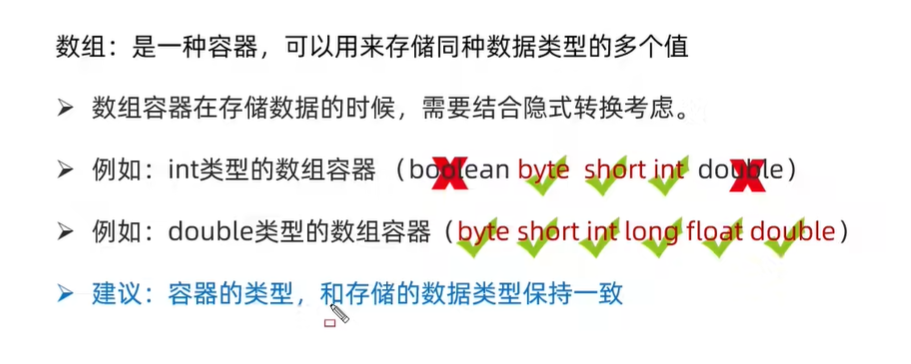 数组：是一种容器，可以用来存储同种数据类型的多个值
➢ 数组容器在存储数据的时候，需要结合隐式转换考虑。
➢ 例如：int类型的数组容器（boolean byte short int double）
➢ 例如：double类型的数组容器（byte short int long float double）
➢ 建议：容器的类型，和存储的数据类型保持一致